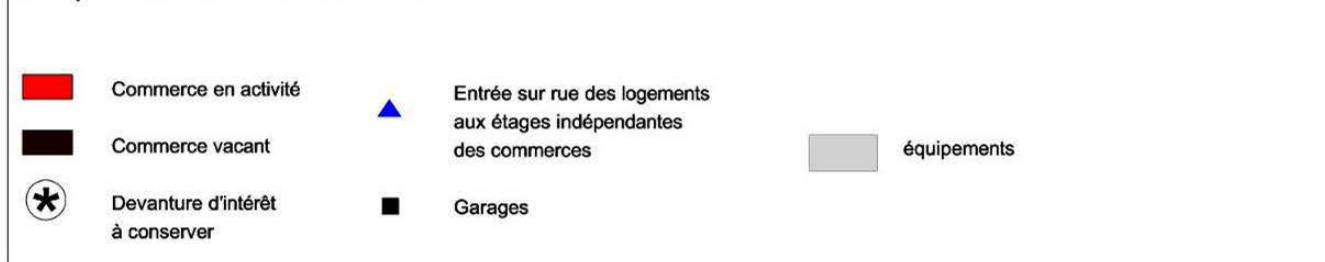 Commerce en activité
Commerce vacant
Devanture d'intérêt
à conserver
Entrée sur rue des logements
aux étages indépendantes
des commerces
Garages
équipements